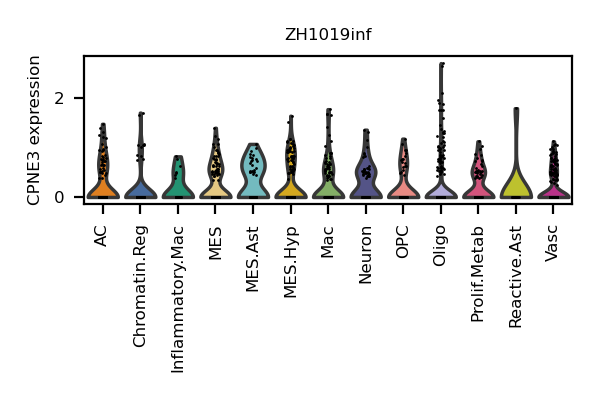 ZH1019inf
CPNE3 expression
2
0
AC
Chromatin.Reg
Inflammatory.Mac
MES
MES.Ast
MES.Hyp
Mac
Neuron
OPC
Oligo
Prolif.Metab
Reactive.Ast
Vasc